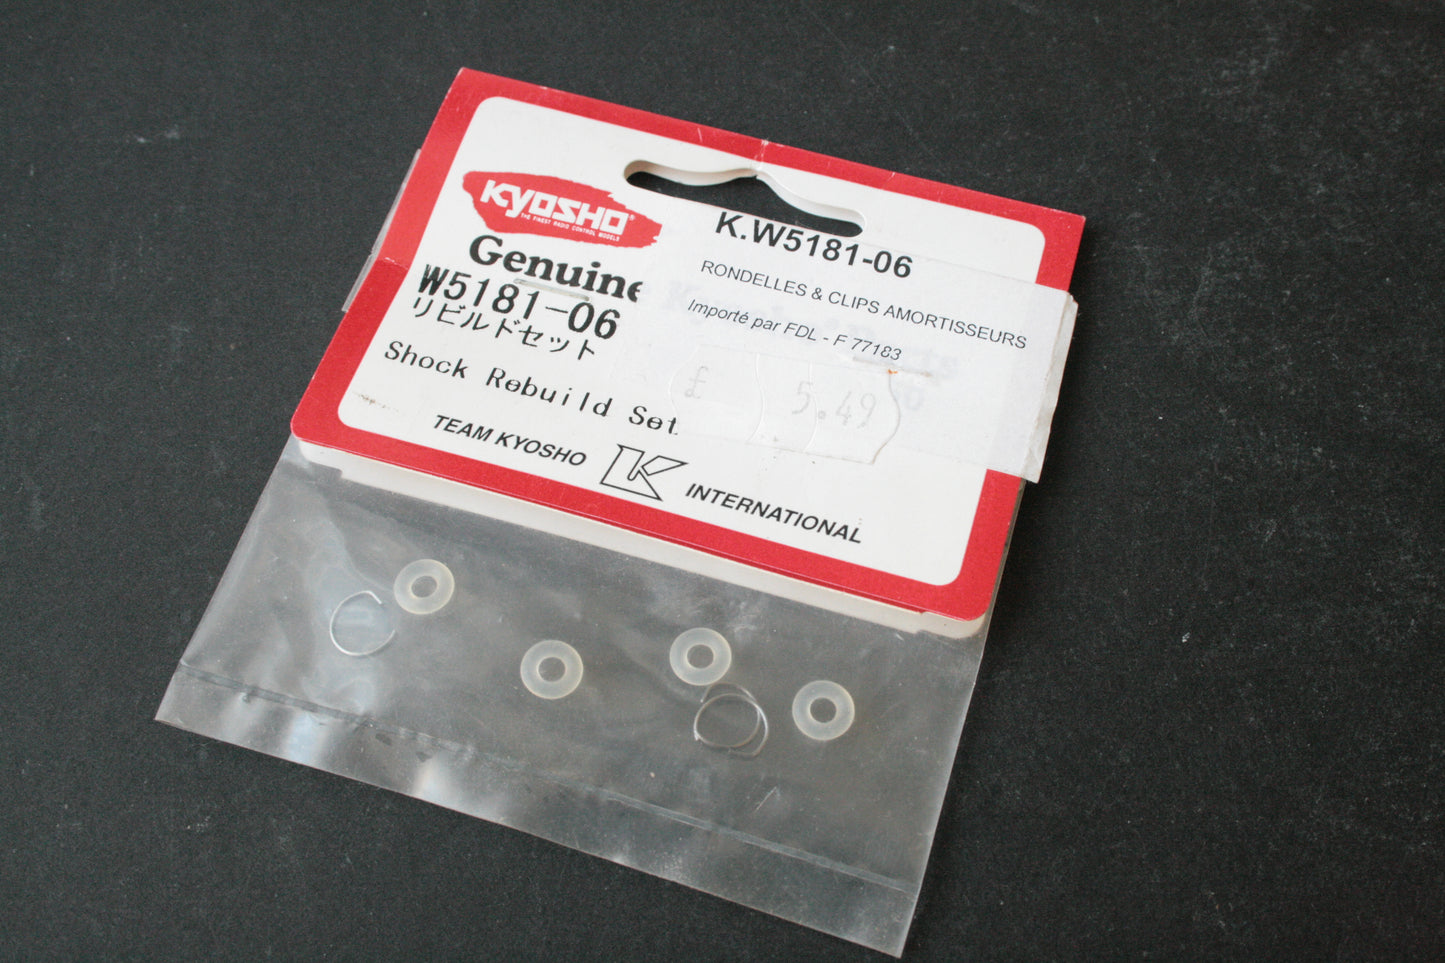 KYOSHO®
THE FINEST RADIO CONTROL MODELS
Genuine
W5181-06
リビルドセット
Shock Rebuild Set
K.W5181-06
RONDELLES & CLIPS AMORTISSEURS
Importé par FDL - F 77183
£ 5.49
TEAM KYOSHO K INTERNATIONAL